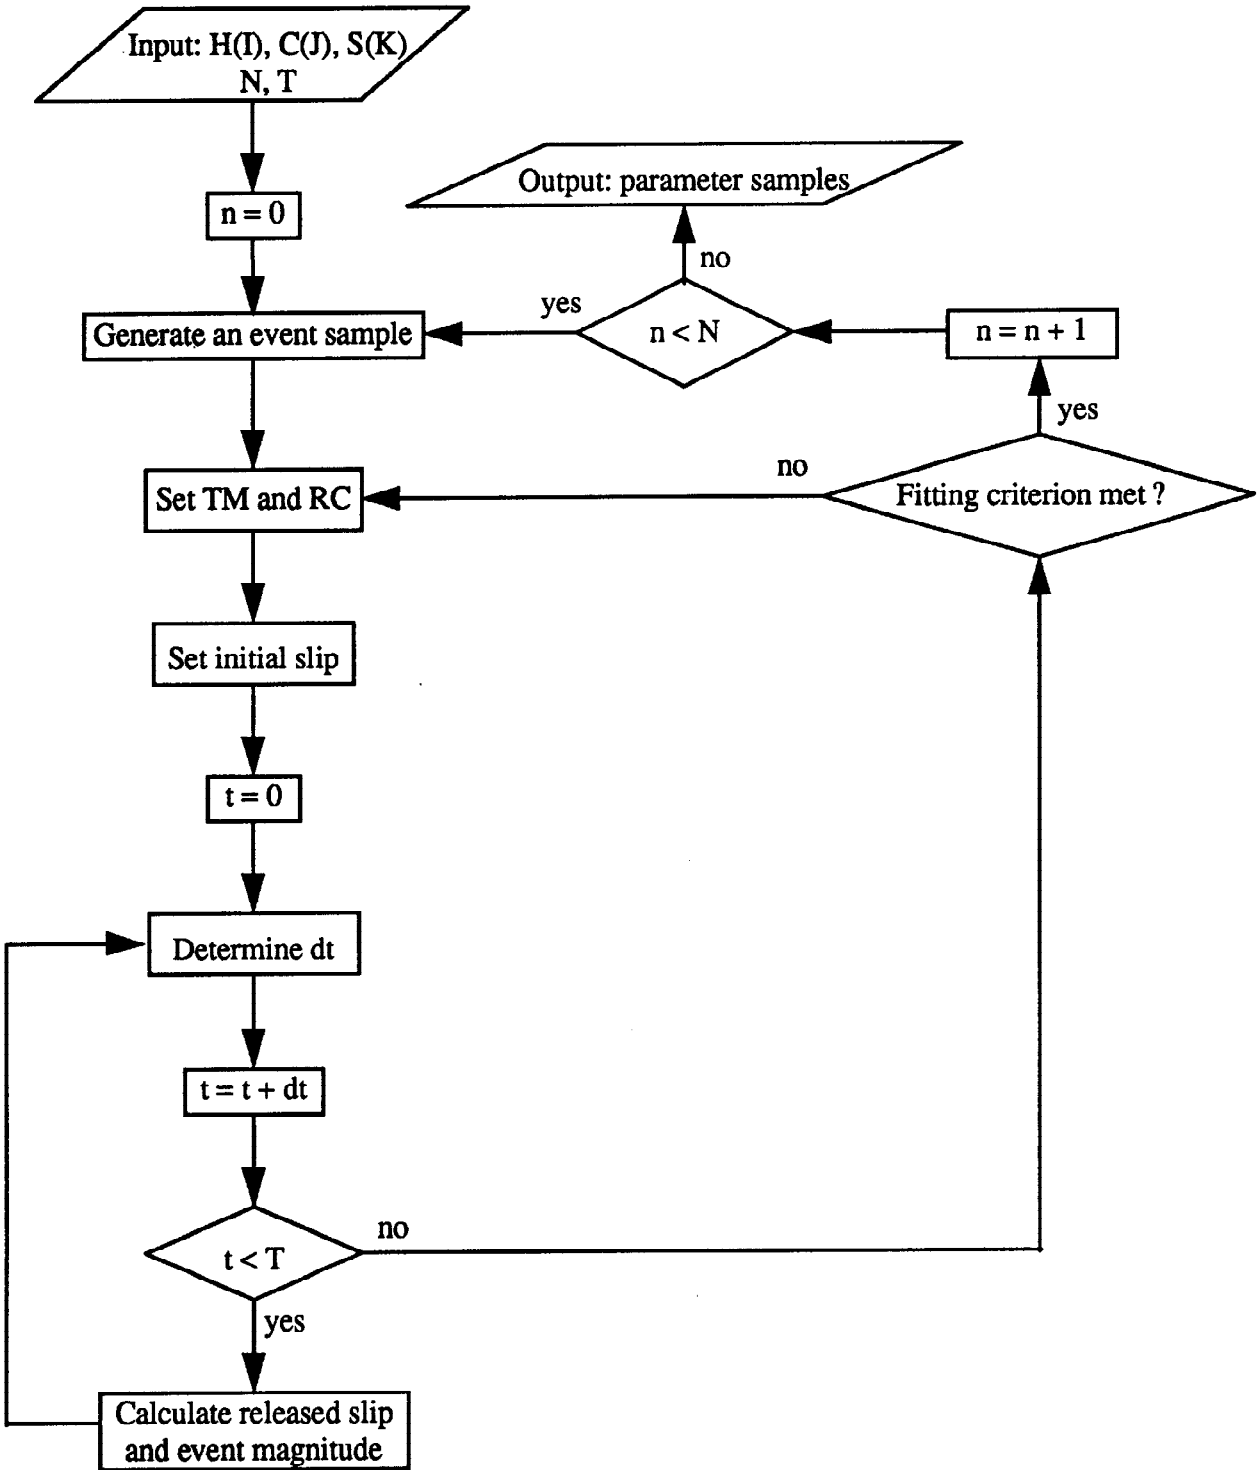 Input: H(I), C(J), S(K)
N, T
n = 0
Output: parameter samples
no
yes
n < N
n = n + 1
Generate an event sample
yes
no
Set TM and RC
Fitting criterion met ?
Set initial slip
t = 0
Determine dt
t = t + dt
no
t < T
yes
Calculate released slip
and event magnitude